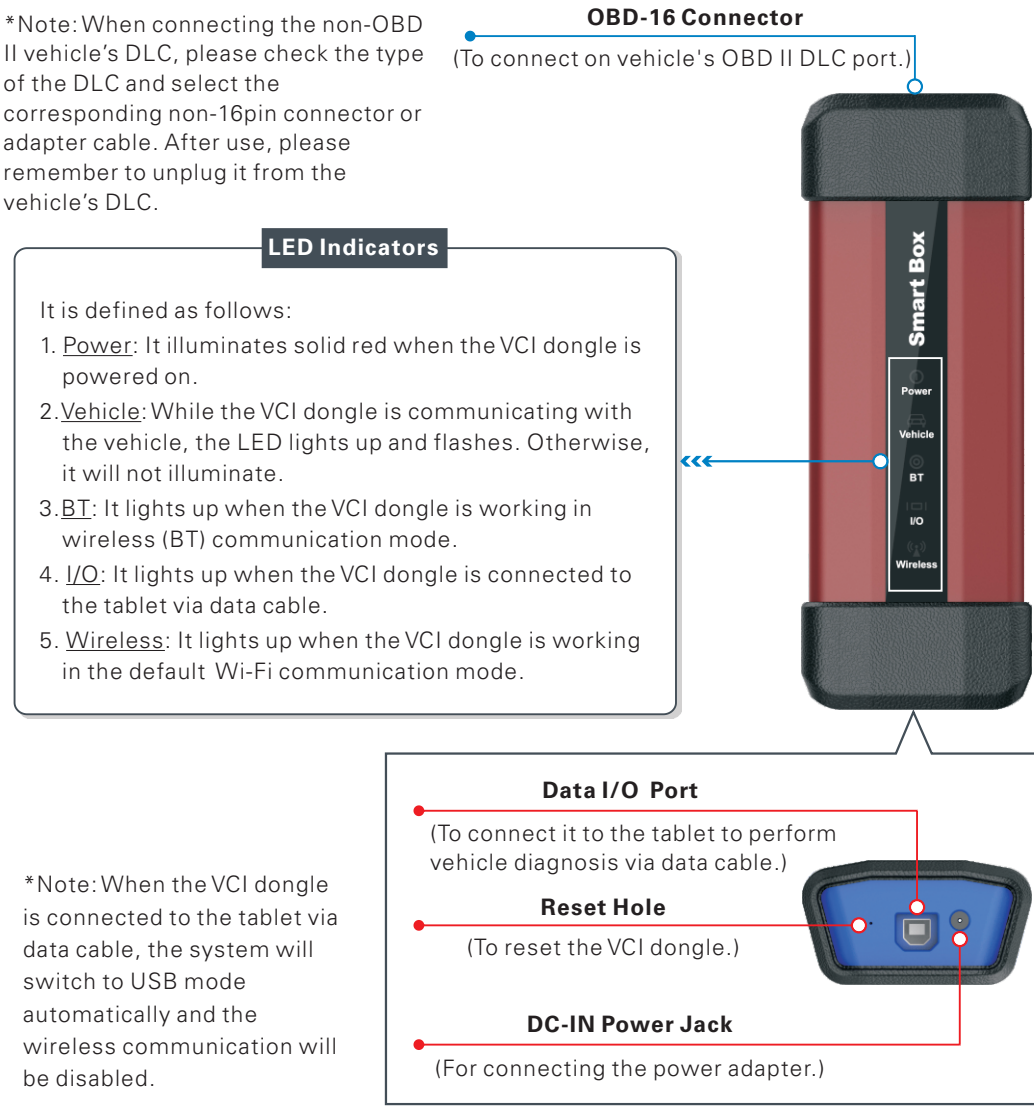 *Note: When connecting the non-OBD
II vehicle's DLC, please check the type
of the DLC and select the
corresponding non-16pin connector or
adapter cable. After use, please
remember to unplug it from the
vehicle's DLC.
OBD-16 Connector
(To connect on vehicle's OBD II DLC port.)
LED Indicators
It is defined as follows:
1. Power: It illuminates solid red when the VCI dongle is
powered on.
2. Vehicle: While the VCI dongle is communicating with
the vehicle, the LED lights up and flashes. Otherwise,
it will not illuminate.
3. BT: It lights up when the VCI dongle is working in
wireless (BT) communication mode.
4. I/O: It lights up when the VCI dongle is connected to
the tablet via data cable.
5. Wireless: It lights up when the VCI dongle is working
in the default Wi-Fi communication mode.
Smart Box
Power
Vehicle
BT
I/O
Wireless
Data I/O Port
(To connect it to the tablet to perform
vehicle diagnosis via data cable.)
Reset Hole
(To reset the VCI dongle.)
DC-IN Power Jack
(For connecting the power adapter.)
*Note: When the VCI dongle
is connected to the tablet via
data cable, the system will
switch to USB mode
automatically and the
wireless communication will
be disabled.